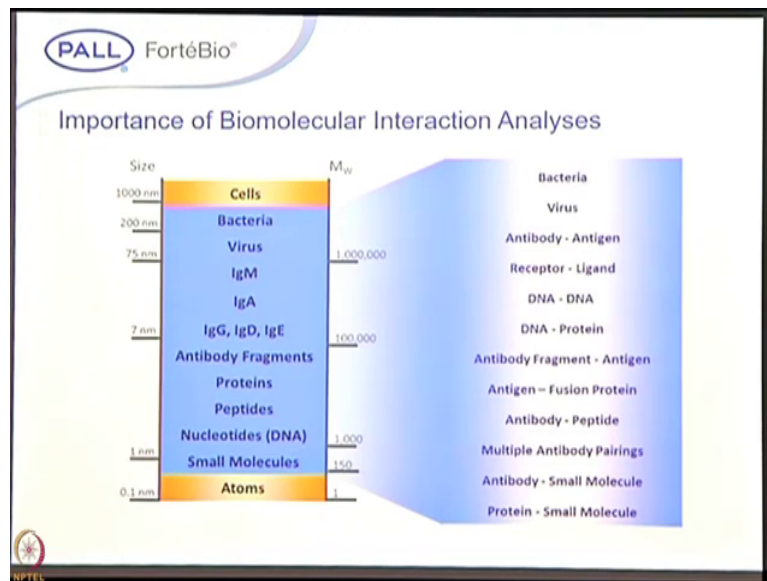 PALL FortéBio®
Importance of Biomolecular Interaction Analyses
Size
Mw
1000 nm
200 nm
75 nm
7 nm
1 nm
0.1 nm
Cells
Bacteria
Virus
IgM
IgA
IgG, IgD, IgE
Antibody Fragments
Proteins
Peptides
Nucleotides (DNA)
Small Molecules
Atoms
1,000,000
100,000
1,000
150
1
Bacteria
Virus
Antibody - Antigen
Receptor - Ligand
DNA - DNA
DNA - Protein
Antibody Fragment - Antigen
Antigen – Fusion Protein
Antibody - Peptide
Multiple Antibody Pairings
Antibody - Small Molecule
Protein - Small Molecule
NPTEL